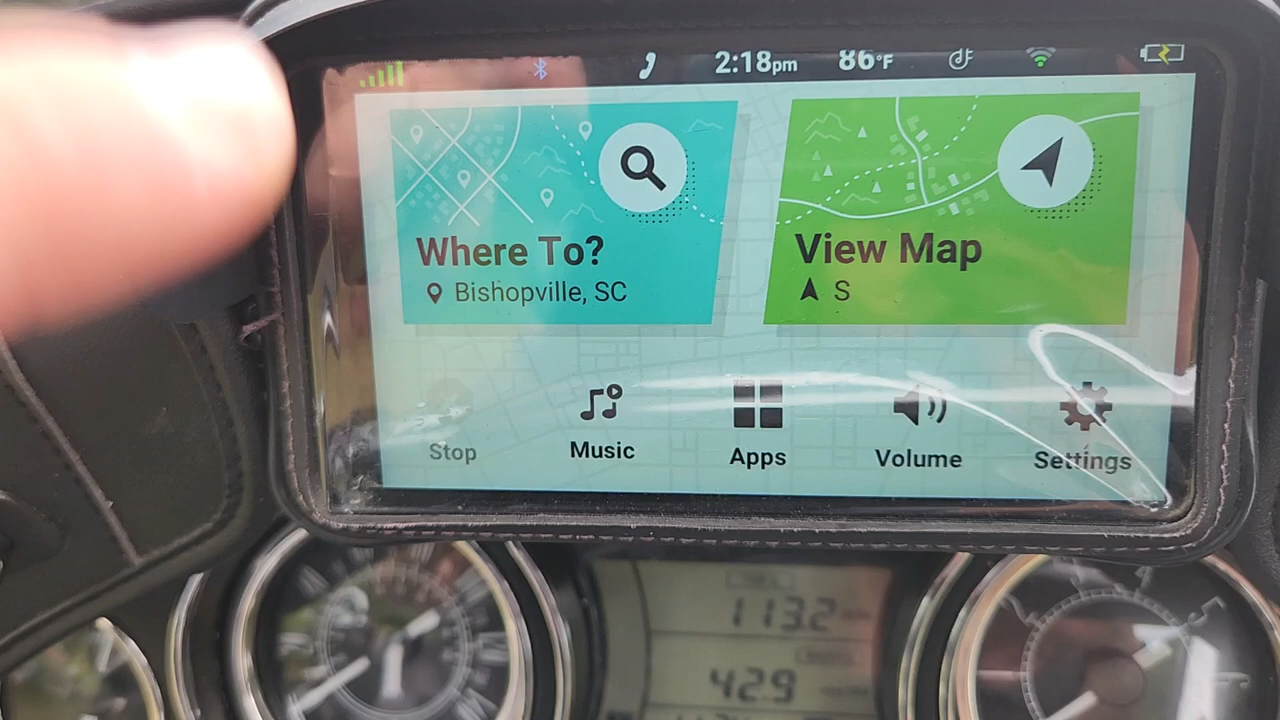 2:18pm 86°F
Where To?
Bishopville, SC
View Map
S
Stop
Music
Apps
Volume
Settings
113.2
42.9